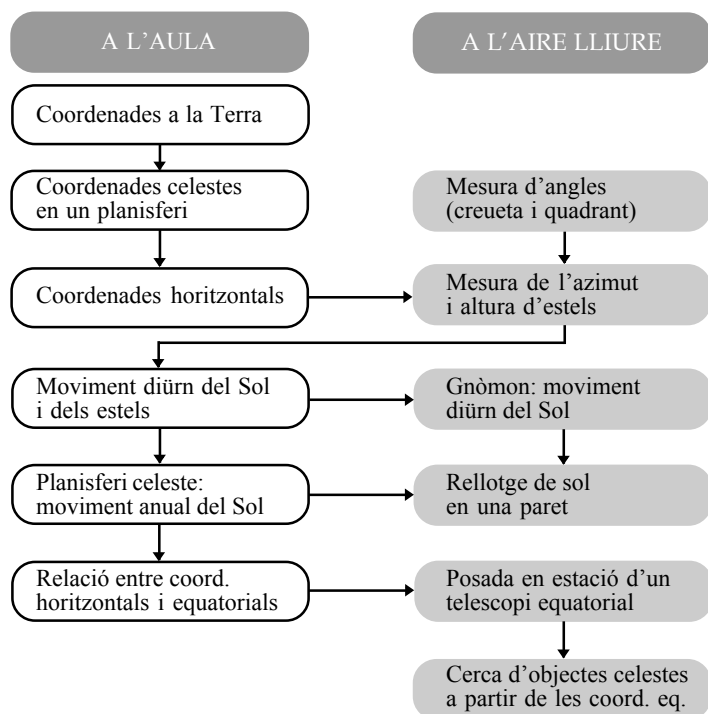 A L'AULA
A L'AIRE LLIURE
Coordenades a la Terra
Coordenades celestes
en un planisferi
Mesura d'angles
(creueta i quadrant)
Coordenades horitzontals
Mesura de l'azimut
i altura d'estels
Moviment diürn del Sol
i dels estels
Gnòmon: moviment
diürn del Sol
Planisferi celeste:
moviment anual del Sol
Rellotge de sol
en una paret
Relació entre coord.
horitzontals i equatorials
Posada en estació d'un
telescopi equatorial
Cerca d'objectes celestes
a partir de les coord. eq.